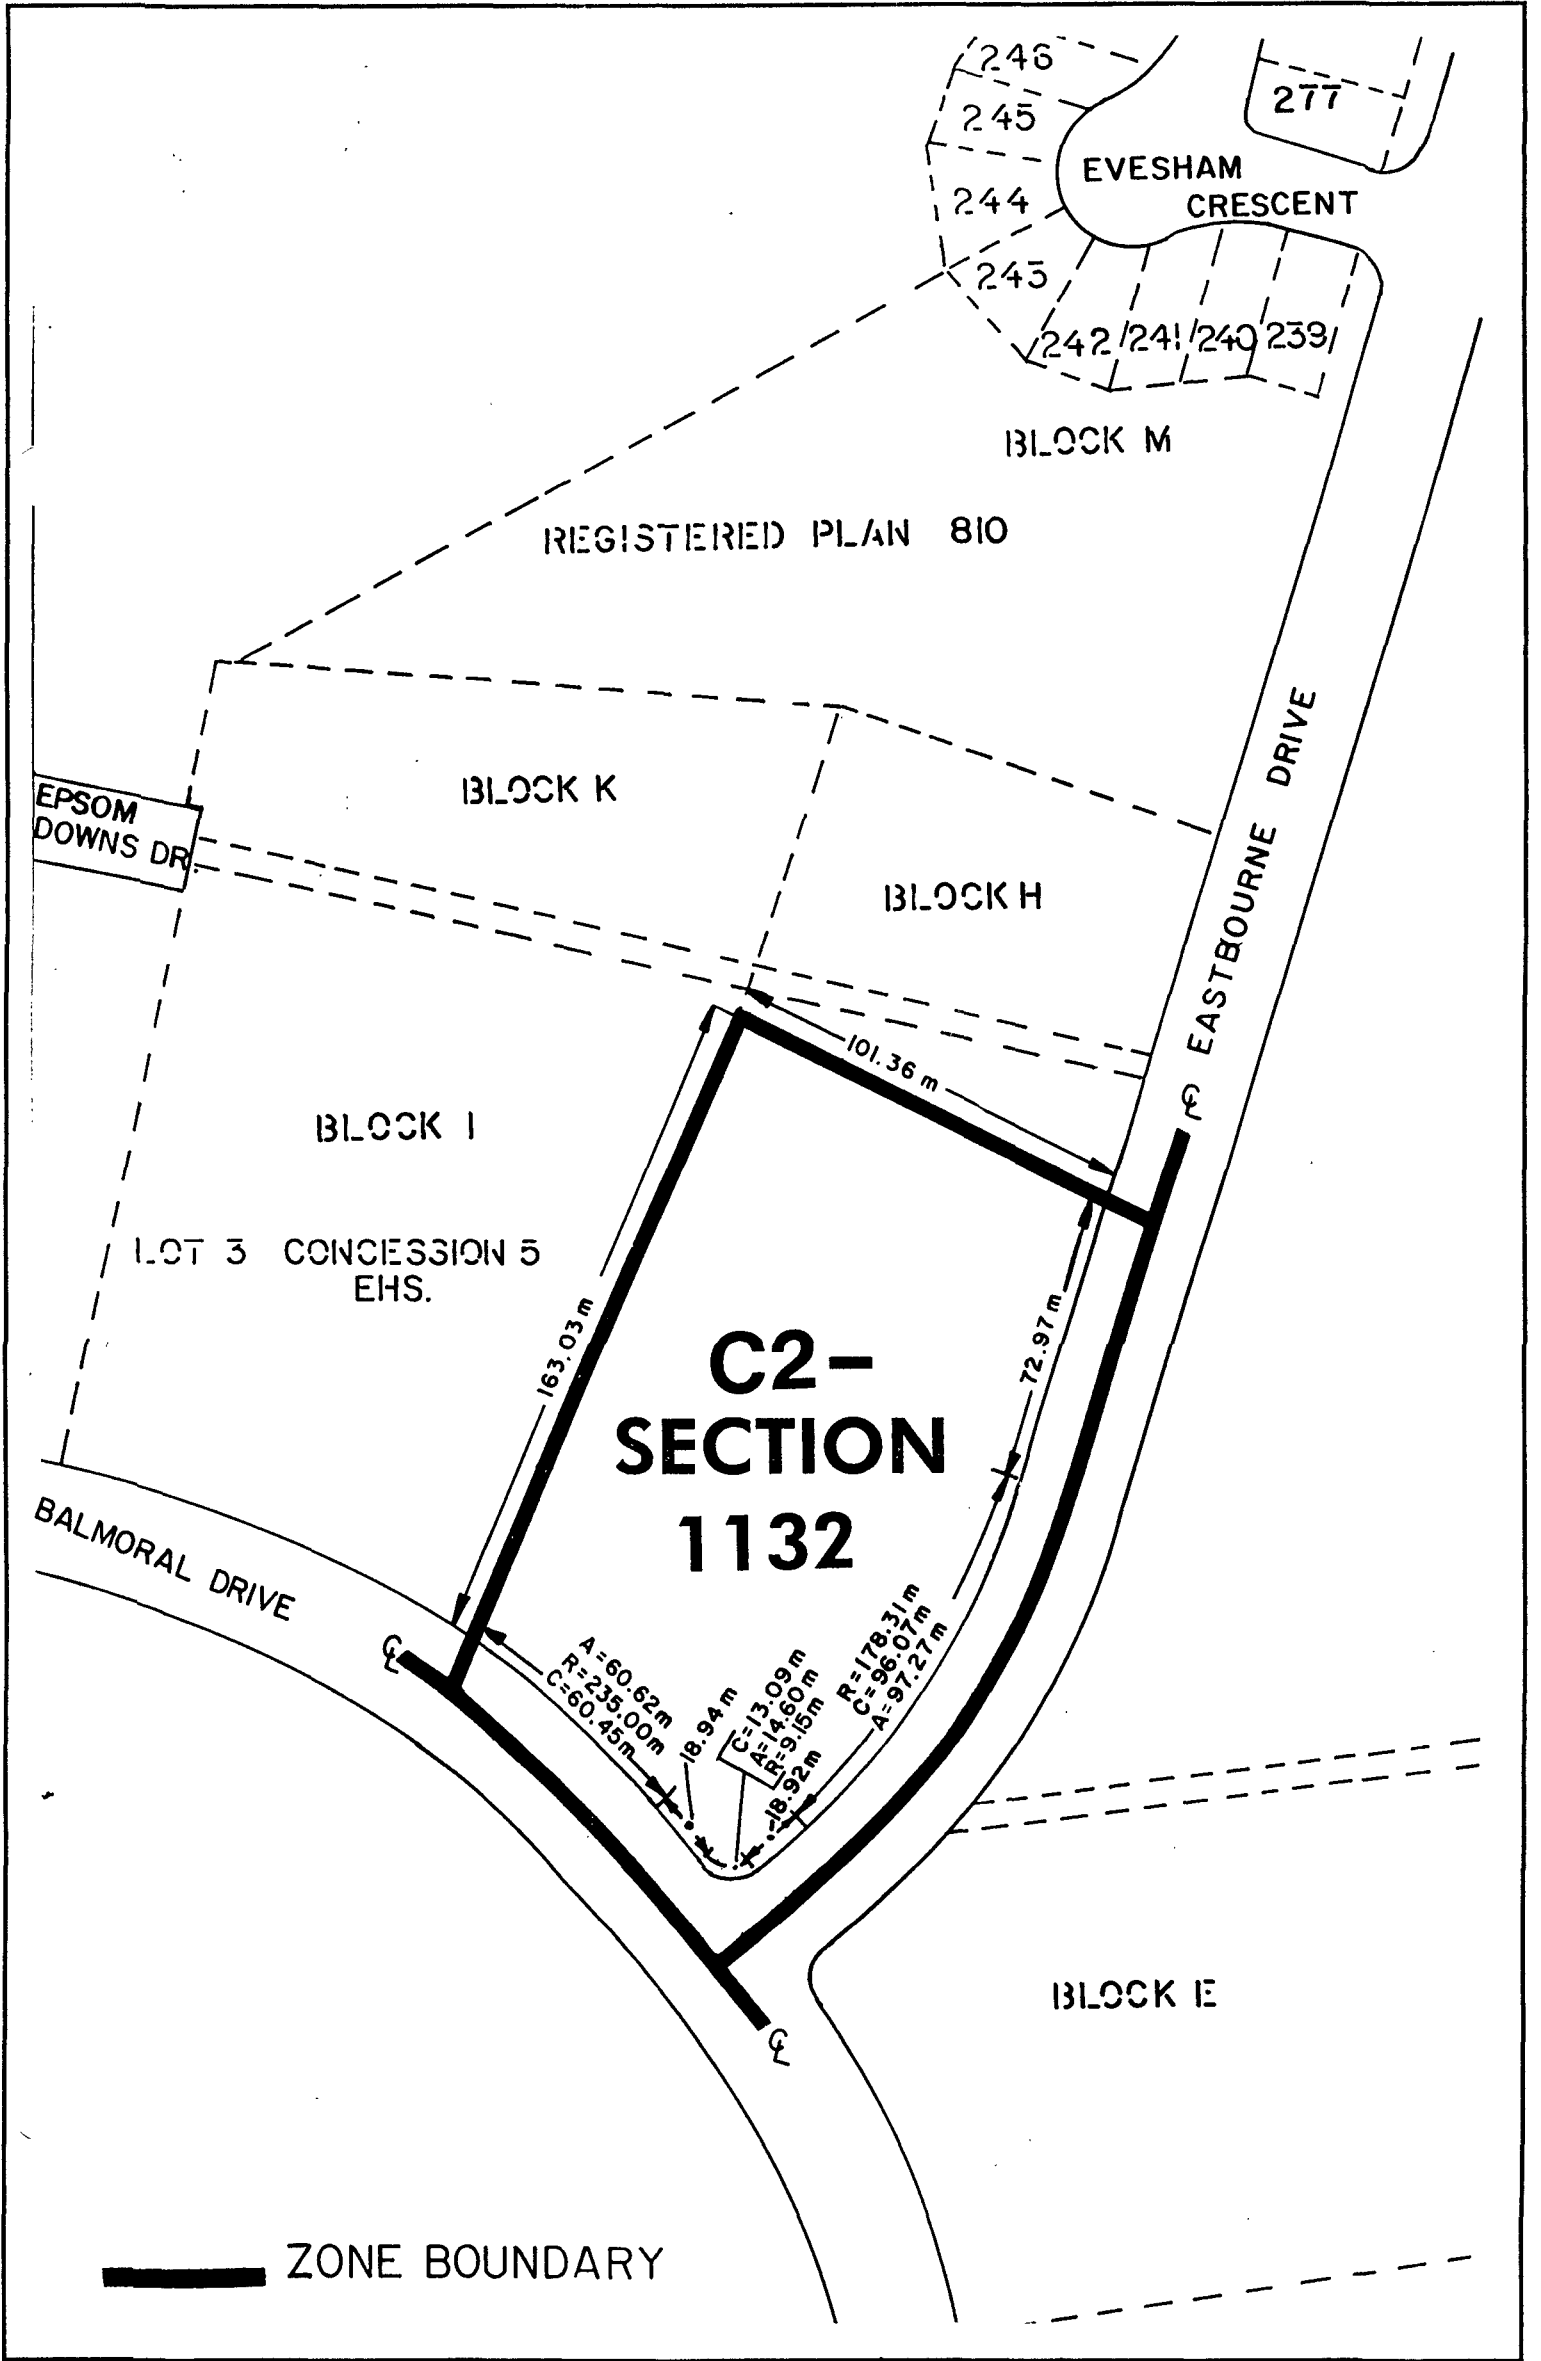 246
245
277
EVESHAM
CRESCENT
244
243
242
241
240
239
BLOCK M
REGISTERED PLAN 810
EASTBOURNE DRIVE
BLOCK K
EPSOM
DOWNS DR.
BLOCK H
101.36 m
BLOCK I
LOT 3 CONCESSION 5
EHS.
163.03 m
72.97 m
C2-
SECTION
1132
BALMORAL DRIVE
A=60.62m
R=235.00m
C=60.45m
18.94 m
C=13.09 m
A=14.60 m
R=9.15m
18.92m
R=178.31m
C=96.07m
A=97.27m
BLOCK E
ZONE BOUNDARY